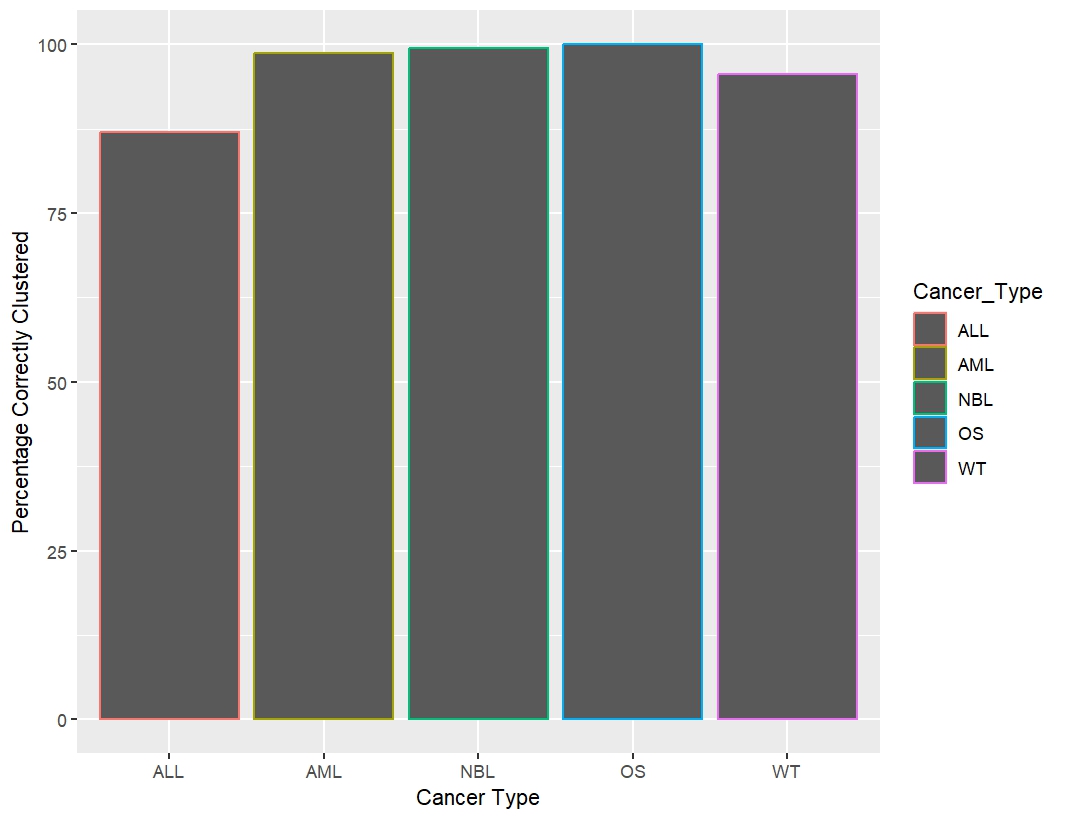 Percentage Correctly Clustered
100
75
50
25
0
ALL AML NBL OS WT
Cancer Type
Cancer_Type
ALL
AML
NBL
OS
WT